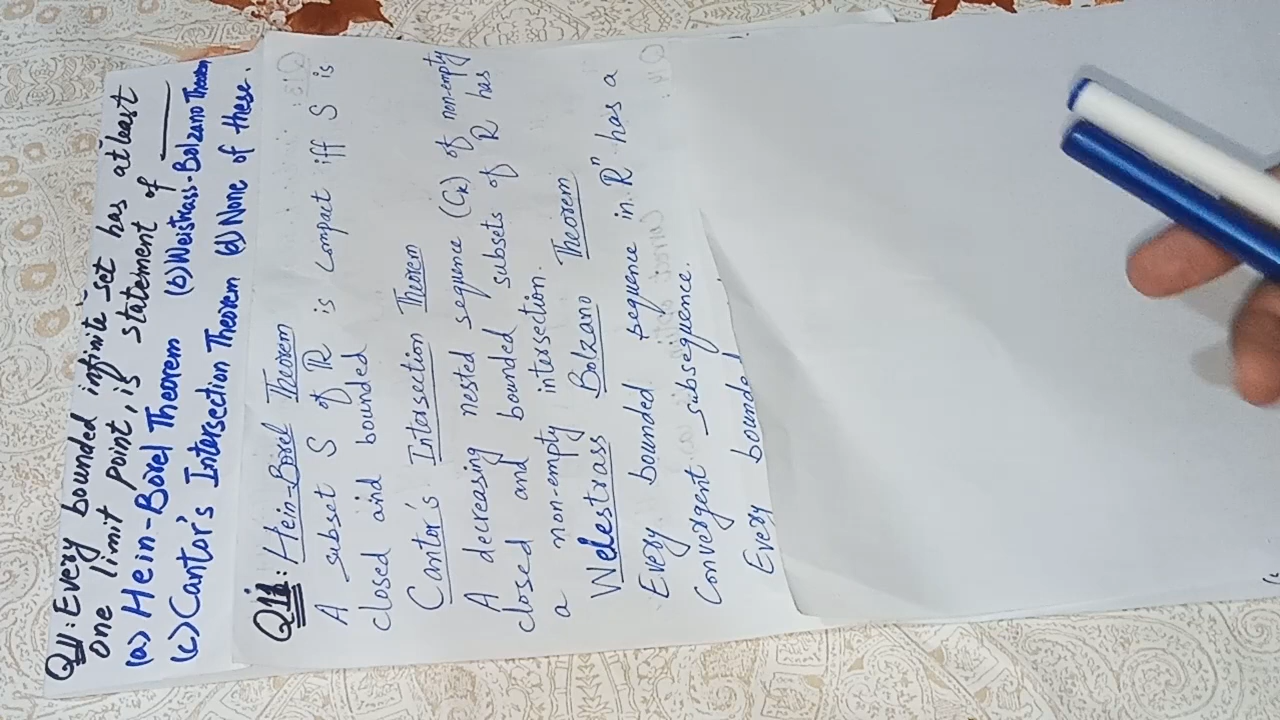 Q11: Every bounded infinite set has atleast
one limit point, is statement of ____
(a) Hein-Borel Theorem (b) Weistrass-Bolzano Theorem
(c) Cantor's Intersection Theorem (d) None of these.
Q11: Hein-Borel Theorem
A subset S of R is compact iff S is
closed and bounded
Cantor's Intersection Theorem
A decreasing nested sequence (Ck) of non-empty
closed and bounded subsets of R has
a non-empty intersection.
Welestrass Bolzano Theorem
Every bounded sequence in Rⁿ has a
Convergent subsequence.
Every bounded